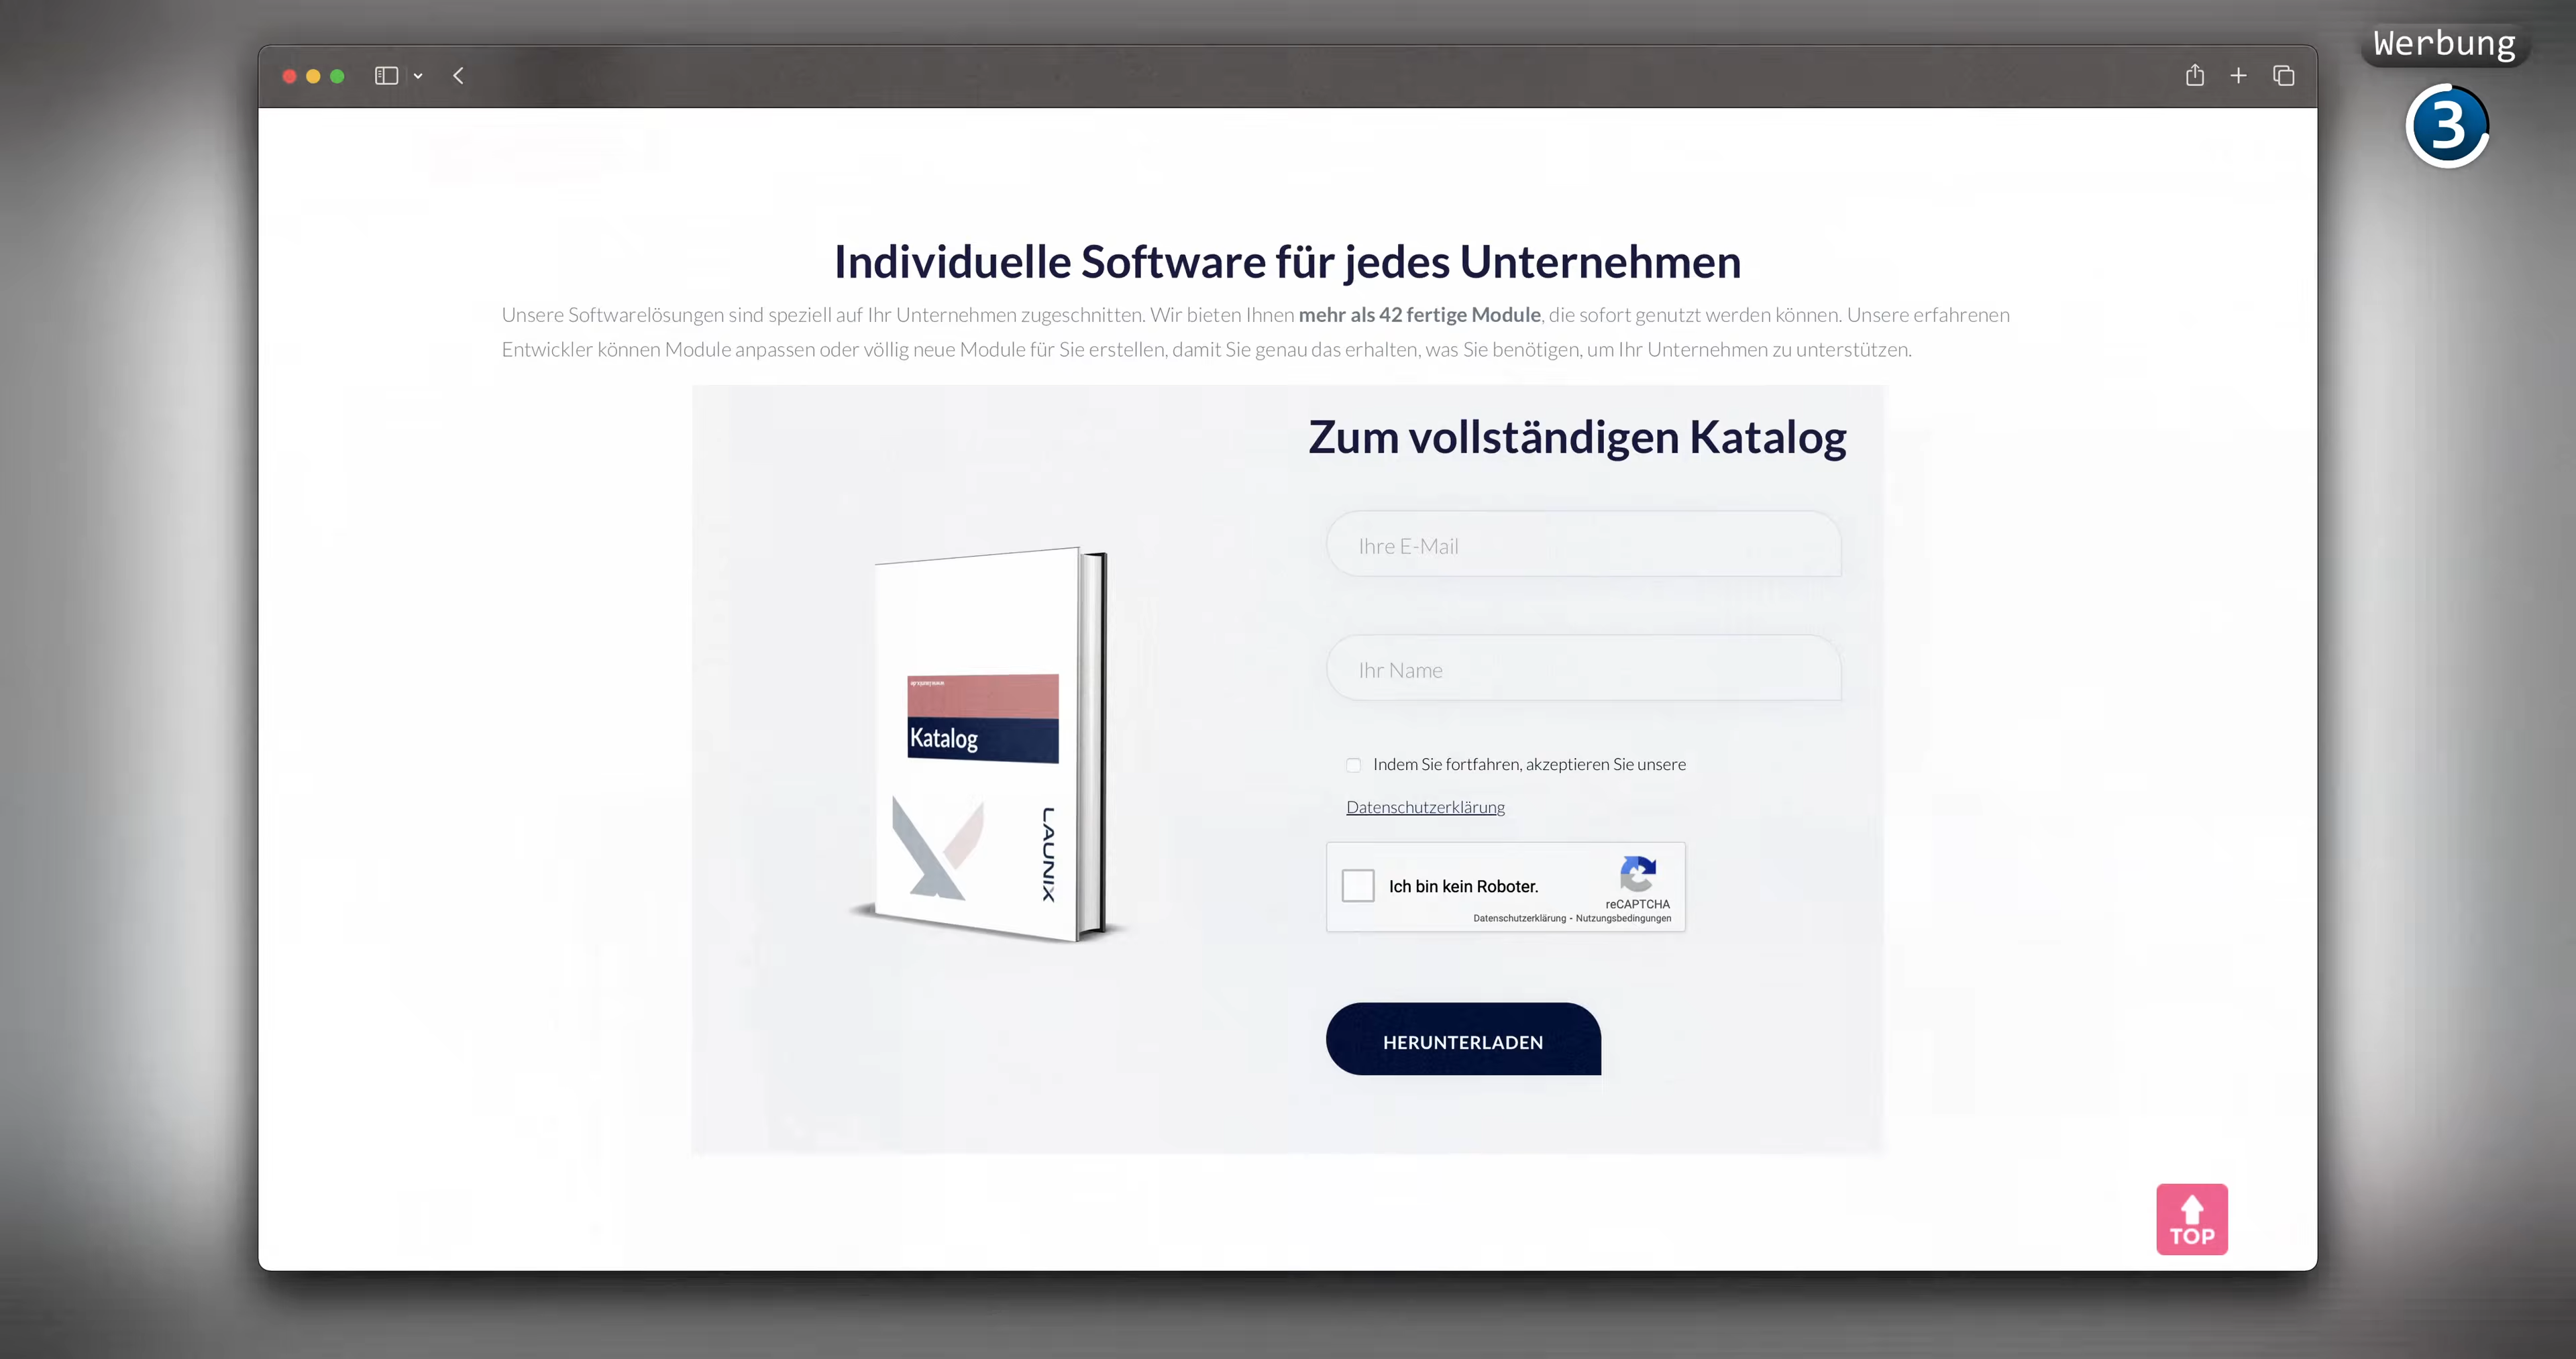 Werbung
3
Individuelle Software für jedes Unternehmen
Unsere Softwarelösungen sind speziell auf Ihr Unternehmen zugeschnitten. Wir bieten Ihnen mehr als 42 fertige Module, die sofort genutzt werden können. Unsere erfahrenen
Entwickler können Module anpassen oder völlig neue Module für Sie erstellen, damit Sie genau das erhalten, was Sie benötigen, um Ihr Unternehmen zu unterstützen.
Zum vollständigen Katalog
Ihre E-Mail
Ihr Name
Katalog
LAUNIX
Indem Sie fortfahren, akzeptieren Sie unsere
Datenschutzerklärung
Ich bin kein Roboter.
reCAPTCHA
Datenschutzerklärung - Nutzungsbedingungen
HERUNTERLADEN
TOP